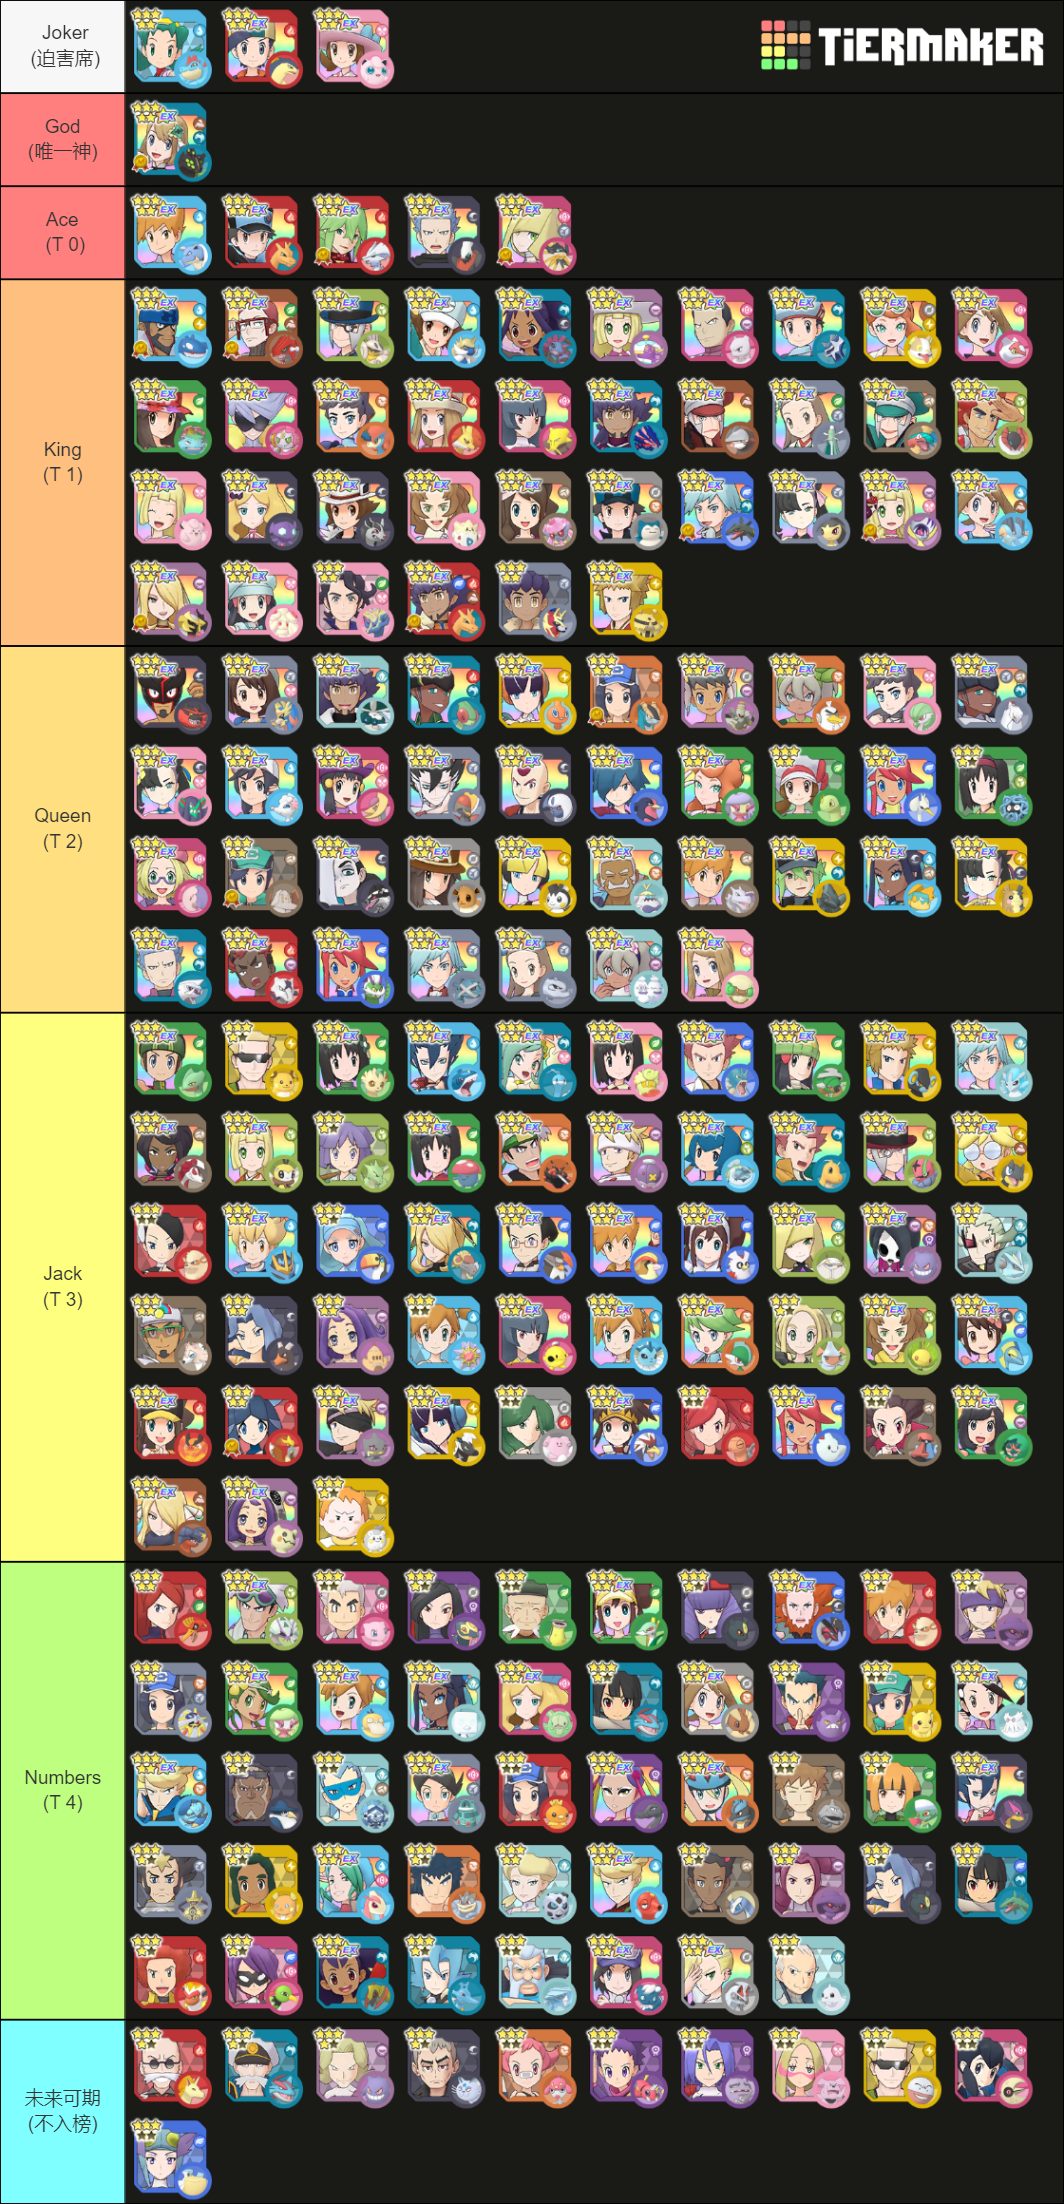 Joker
(迫害席)
TiERMAKER
God
(唯一神)
Ace
(T 0)
King
(T 1)
Queen
(T 2)
Jack
(T 3)
Numbers
(T 4)
未来可期
(不入榜)